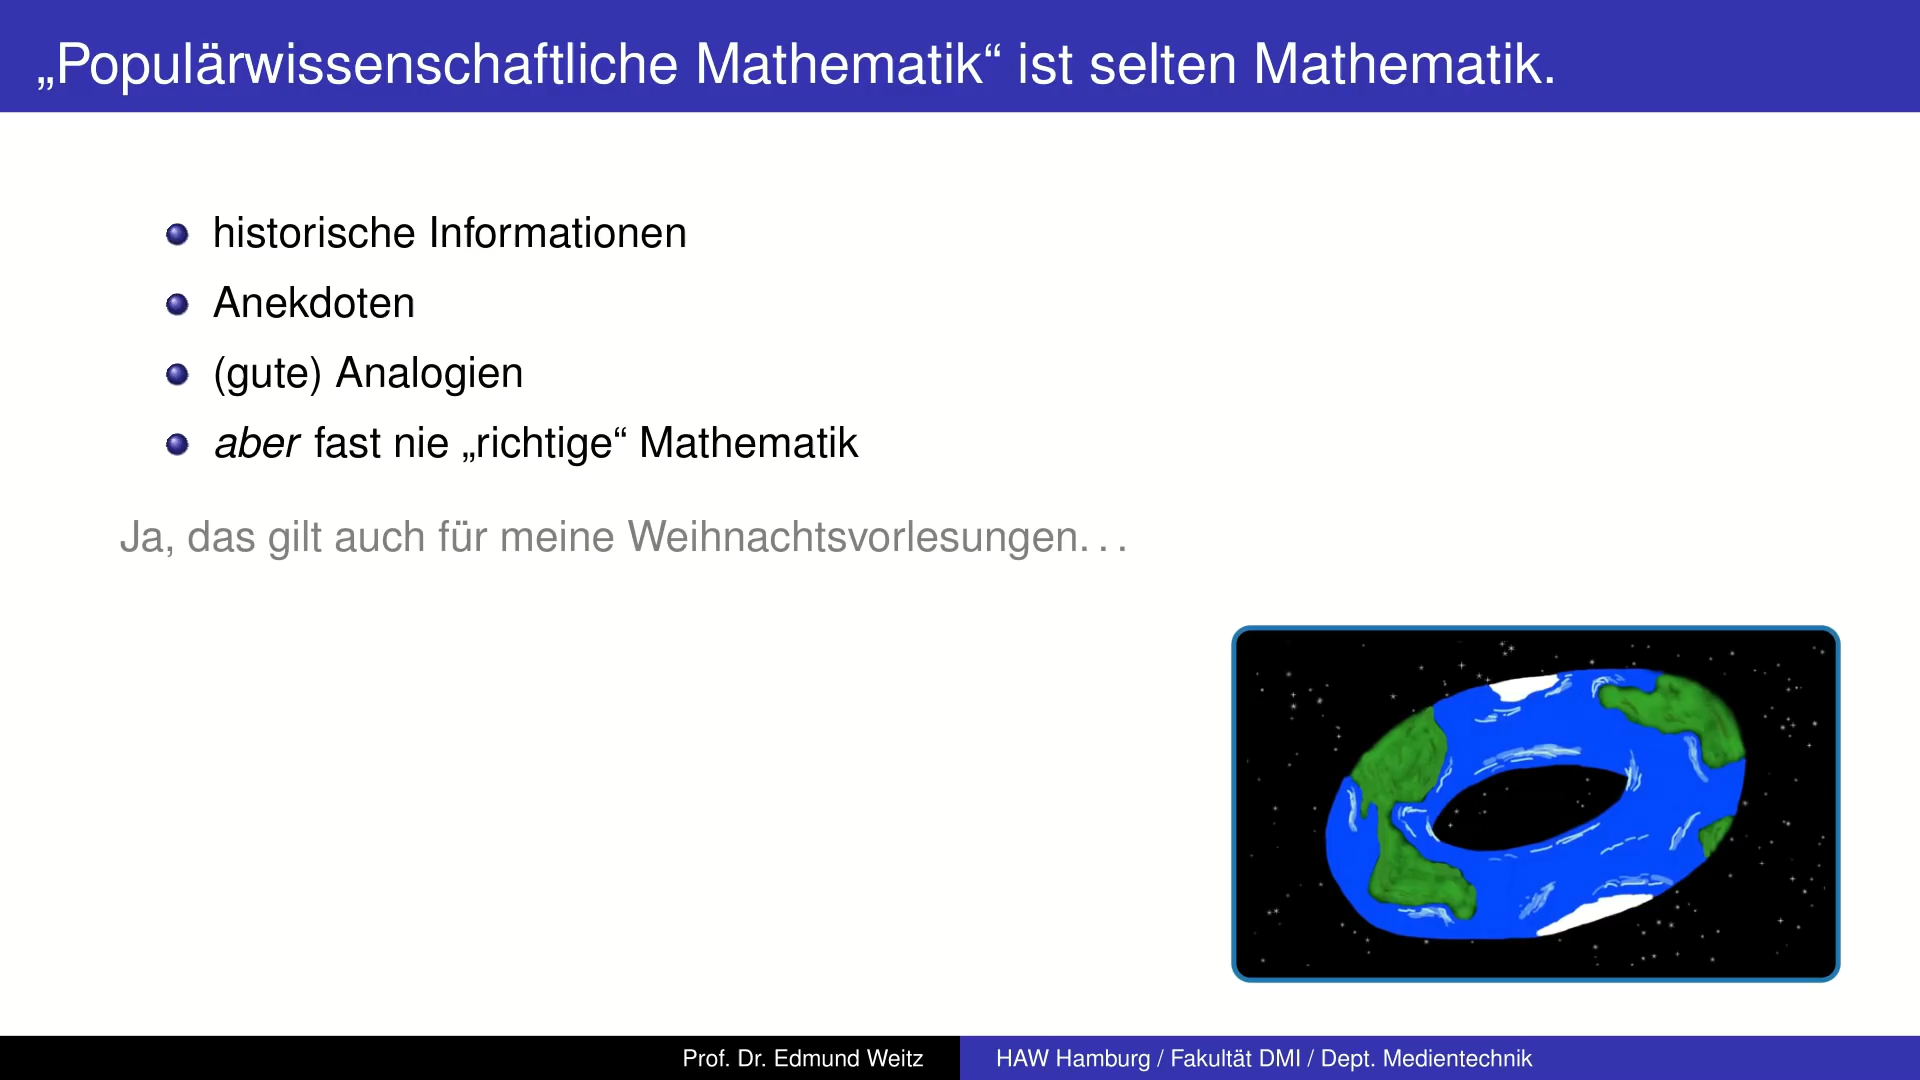 „Populärwissenschaftliche Mathematik“ ist selten Mathematik.
historische Informationen
Anekdoten
(gute) Analogien
aber fast nie „richtige“ Mathematik
Ja, das gilt auch für meine Weihnachtsvorlesungen. . .
Prof. Dr. Edmund Weitz
HAW Hamburg / Fakultät DMI / Dept. Medientechnik